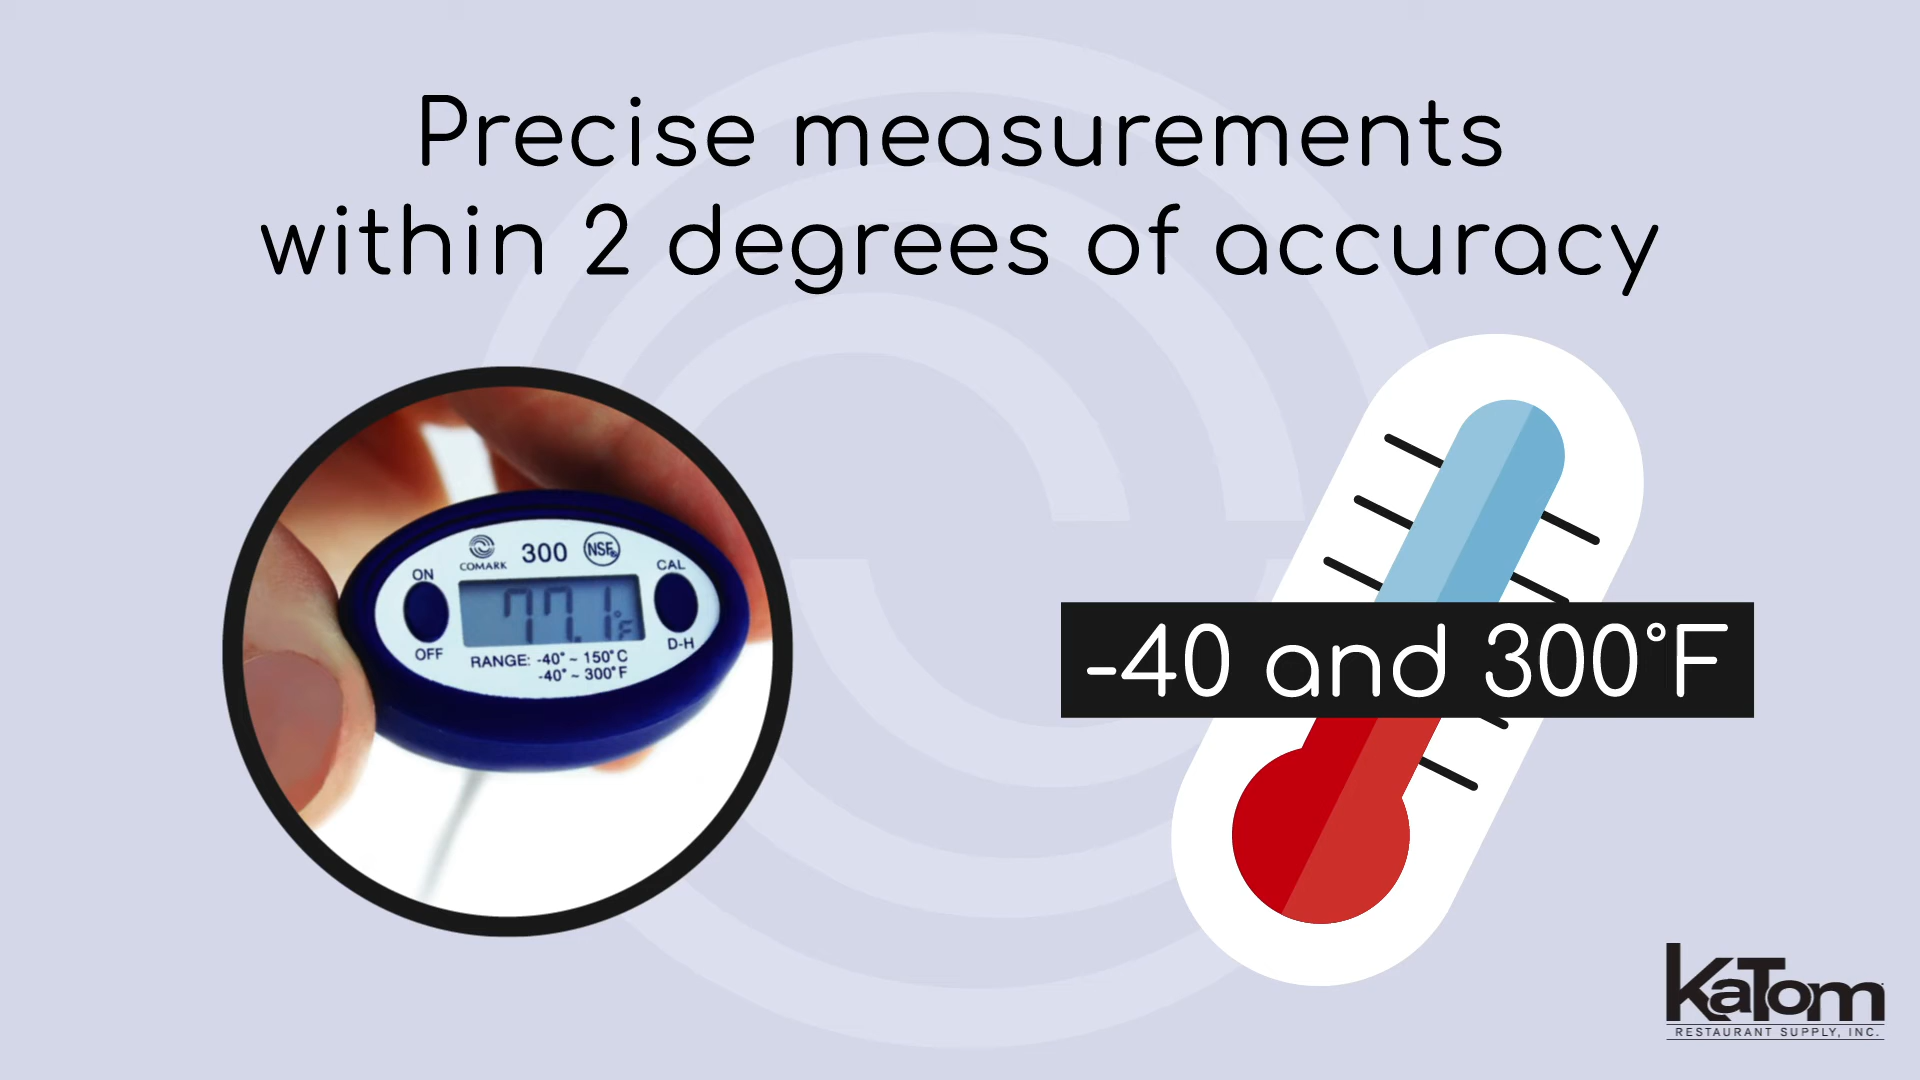 Precise measurements
within 2 degrees of accuracy
COMARK 300 NSF®
ON
OFF
77.1°F
CAL
D-H
RANGE: -40° ~ 150°C
-40° ~ 300°F
-40 and 300°F
KaTom
RESTAURANT SUPPLY, INC.